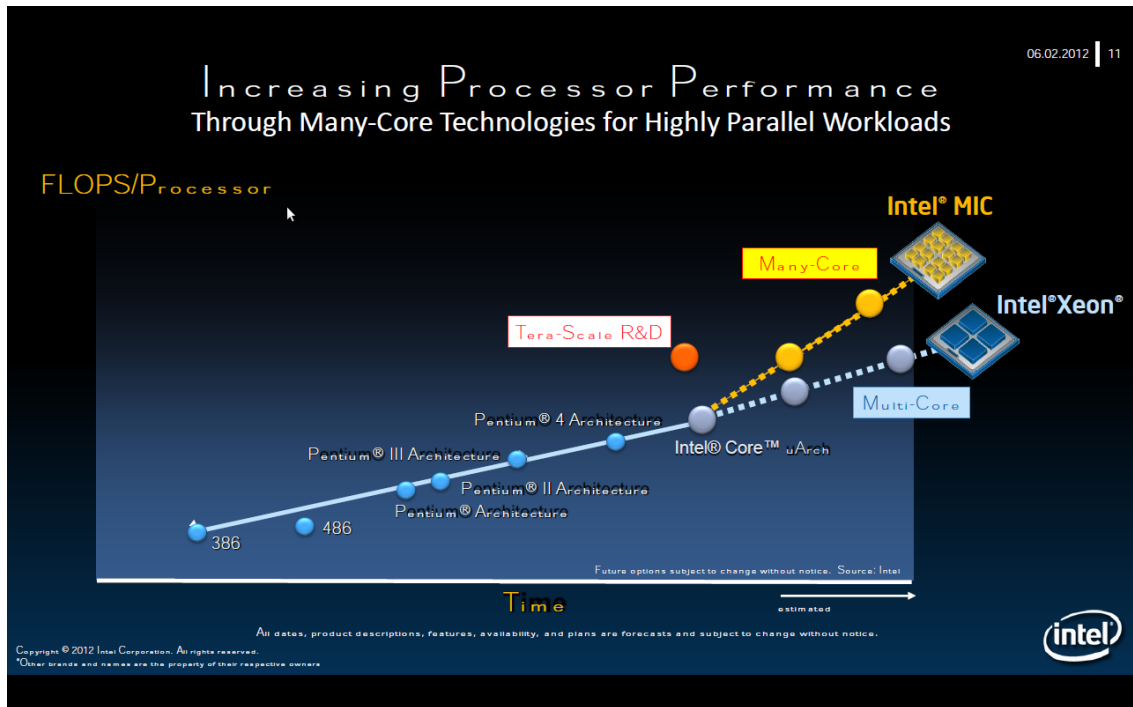 06.02.2012 | 11
Increasing Processor Performance
Through Many-Core Technologies for Highly Parallel Workloads
FLOPS/Processor
Intel® MIC
Many-Core
Intel®Xeon®
Tera-Scale R&D
Multi-Core
Pentium® 4 Architecture
Intel® Core™ uArch
Pentium® III Architecture
Pentium® II Architecture
Pentium® Architecture
486
386
Future options subject to change without notice. Source: Intel
Time
estimated
All dates, product descriptions, features, availability, and plans are forecasts and subject to change without notice.
Copyright © 2012 Intel Corporation. All rights reserved.
*Other brands and names are the property of their respective owners
intel